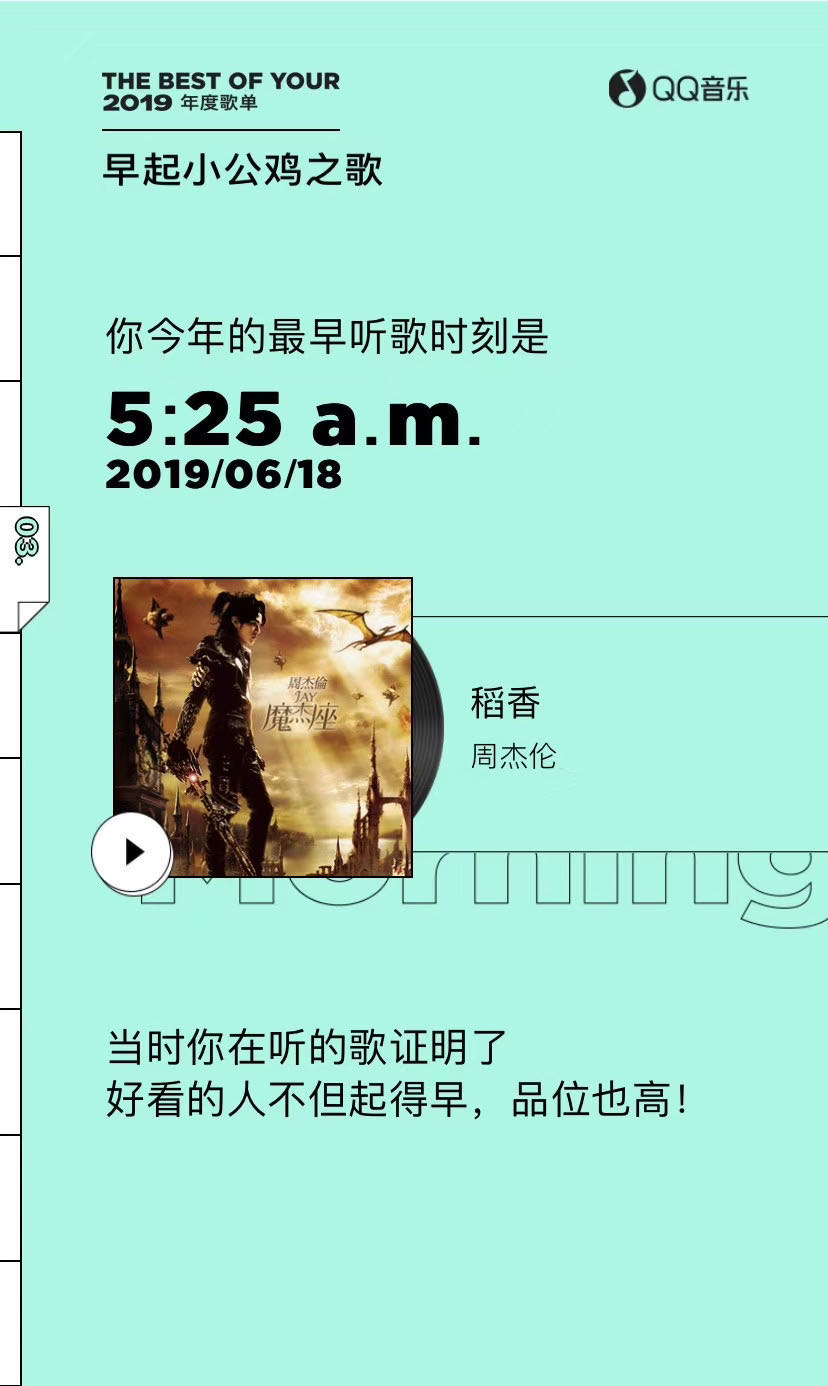 THE BEST OF YOUR
2019 年度歌单
QQ音乐
早起小公鸡之歌
你今年的最早听歌时刻是
5:25 a.m.
2019/06/18
03.
周杰倫
JAY
魔杰座
稻香
周杰伦
Morning
当时你在听的歌证明了
好看的人不但起得早，品位也高！